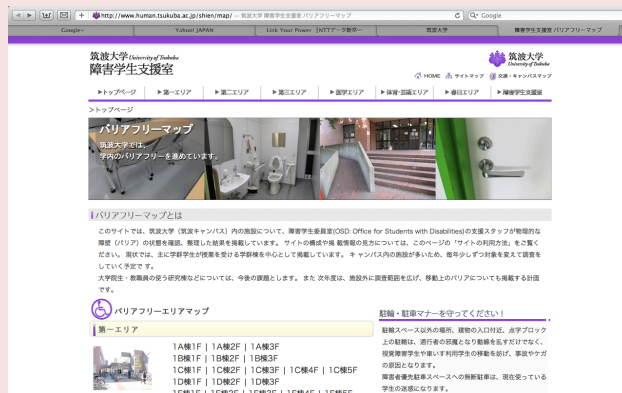 http://www.human.tsukuba.ac.jp/shien/map/ — 筑波大学 障害学生支援室 バリアフリーマップ
Google
Google+
Yahoo! JAPAN
Link Your Power 【NTTデータ新卒…
筑波大学
障害学生支援室 バリアフリーマップ
筑波大学 University of Tsukuba
障害学生支援室
筑波大学
University of Tsukuba
HOME サイトマップ 交通・キャンパスマップ
▶トップページ ▶第一エリア ▶第二エリア ▶第三エリア ▶医学エリア ▶体育・芸術エリア ▶春日エリア ▶障害学生支援室
>トップページ
バリアフリーマップ
筑波大学では、
学内のバリアフリーを進めています。
バリアフリーマップとは
このサイトでは、筑波大学（筑波キャンパス）内の施設について、障害学生委員室(OSD: Office for Students with Disabilities)の支援スタッフが物理的な
障壁（バリア）の状態を確認、整理した結果を掲載しています。 サイトの構成や掲 載情報の見方については、このページの「サイトの利用方法」をご覧く
ださい。 現状では、主に学群学生が授業を受ける学群棟を中心として掲載しています。 キャンパス内の施設が多いため、毎年少しずつ対象を変えて調査を
していく予定で す。
大学院生・教職員の使う研究棟などについては、今後の課題とします。 また 次年度は、施設外に調査範囲を広げ、移動上のバリアについても掲載する計画
です。
バリアフリーエリアマップ
第一エリア
1A棟1F | 1A棟2F | 1A棟3F
1B棟1F | 1B棟2F | 1B棟3F
1C棟1F | 1C棟2F | 1C棟3F | 1C棟4F | 1C棟5F
1D棟1F | 1D棟2F | 1D棟3F
1E棟1F | 1E棟2F | 1E棟3F | 1E棟4F | 1E棟5F
駐輪・駐車マナーを守ってください！
駐輪スペース以外の場所、建物の入口付近、点字ブロック
上の駐輪は、通行者の邪魔となり動線を乱すだけでなく、
視覚障害学生や車いす利用学生の移動を妨げ、事故やケガ
の原因となります。
障害者優先駐車スペースへの無断駐車は、現在使っている
学生の迷惑になります。